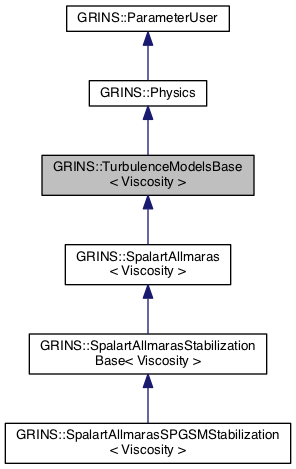 GRINS::ParameterUser
GRINS::Physics
GRINS::TurbulenceModelsBase
< Viscosity >
GRINS::SpalartAllmaras
< Viscosity >
GRINS::SpalartAllmarasStabilization
Base< Viscosity >
GRINS::SpalartAllmarasSPGSMStabilization
< Viscosity >